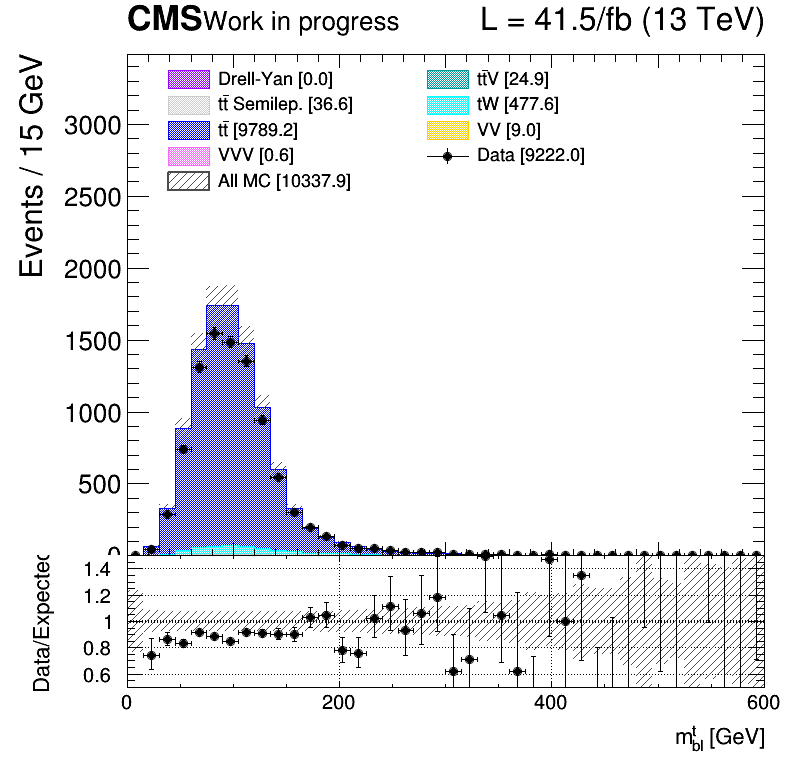 CMS Work in progress L = 41.5/fb (13 TeV)
Events / 15 GeV
3000
2500
2000
1500
1000
500
0
Drell-Yan [0.0]
tt̄ Semilep. [36.6]
tt̄ [9789.2]
VVV [0.6]
All MC [10337.9]
tt̄V [24.9]
tW [477.6]
VV [9.0]
Data [9222.0]
Data/Expected
1.4
1.2
1
0.8
0.6
0 200 400 600
m^t_bl [GeV]